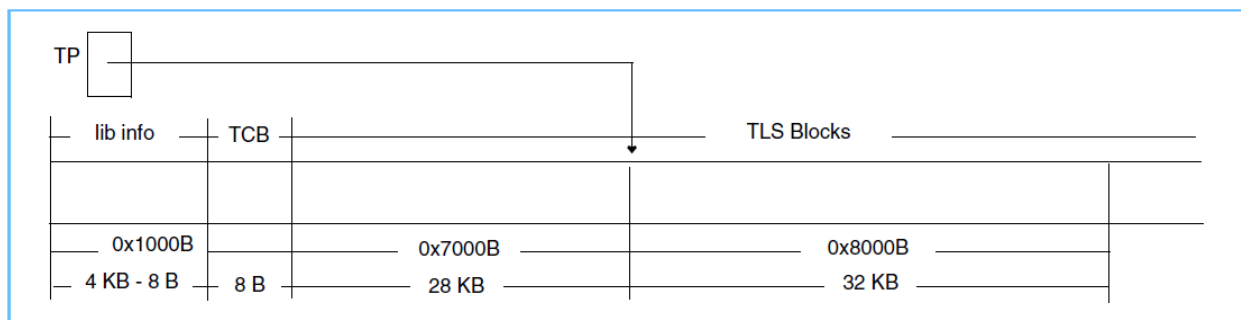 TP
lib info TCB TLS Blocks
0x1000B 0x7000B 0x8000B
4 KB - 8 B 8 B 28 KB 32 KB